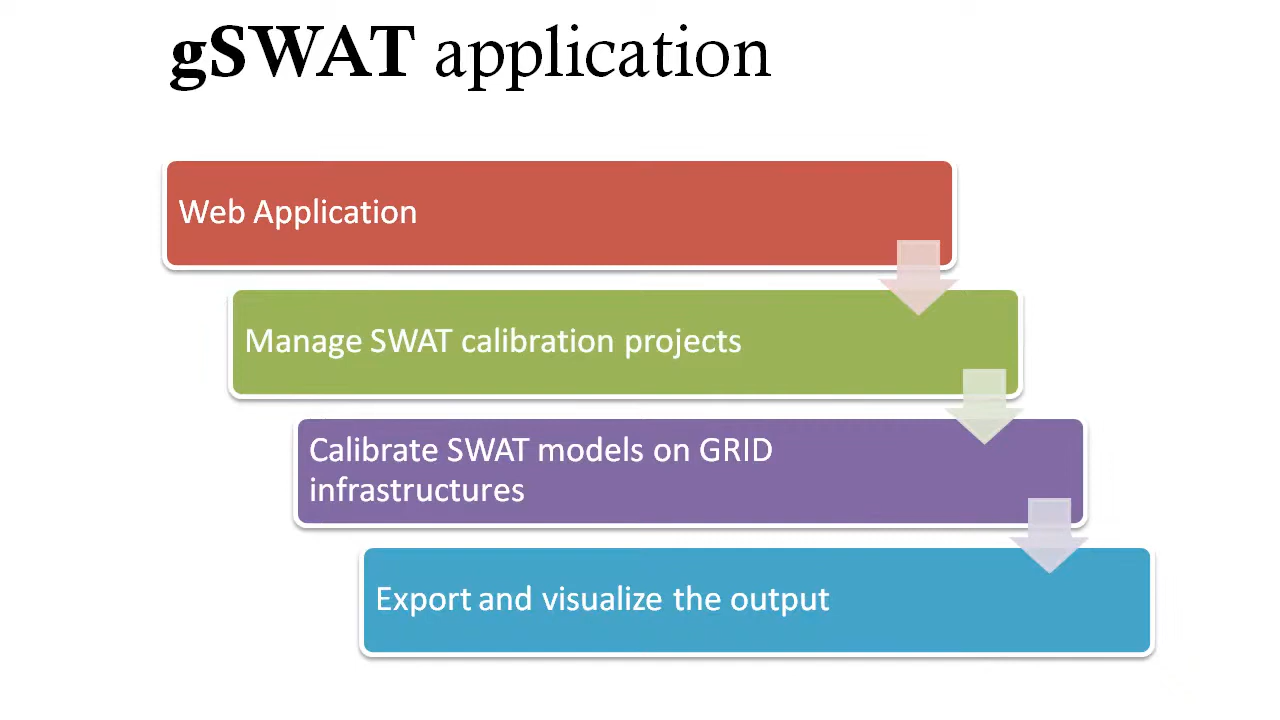 gSWAT application
Web Application
Manage SWAT calibration projects
Calibrate SWAT models on GRID
infrastructures
Export and visualize the output